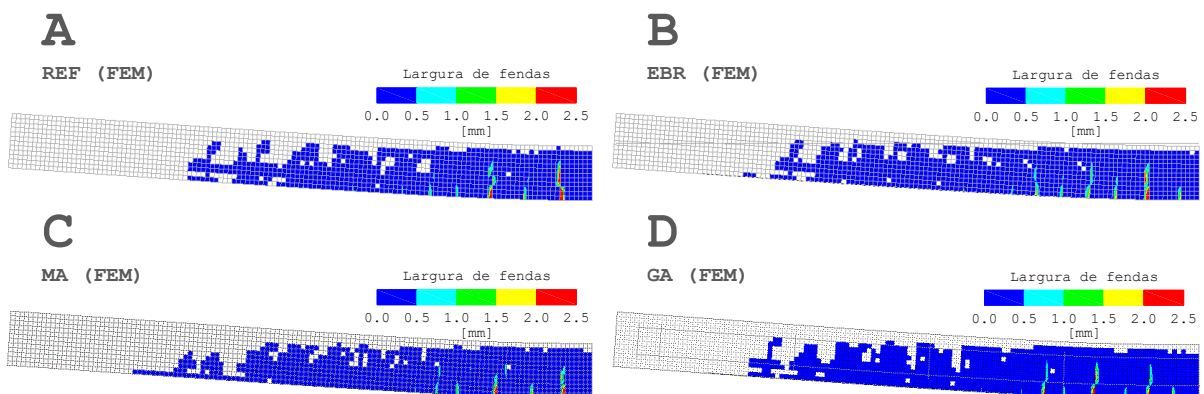 A
REF (FEM)
Largura de fendas
0.0 0.5 1.0 1.5 2.0 2.5
[mm]
B
EBR (FEM)
Largura de fendas
0.0 0.5 1.0 1.5 2.0 2.5
[mm]
C
MA (FEM)
Largura de fendas
0.0 0.5 1.0 1.5 2.0 2.5
[mm]
D
GA (FEM)
Largura de fendas
0.0 0.5 1.0 1.5 2.0 2.5
[mm]